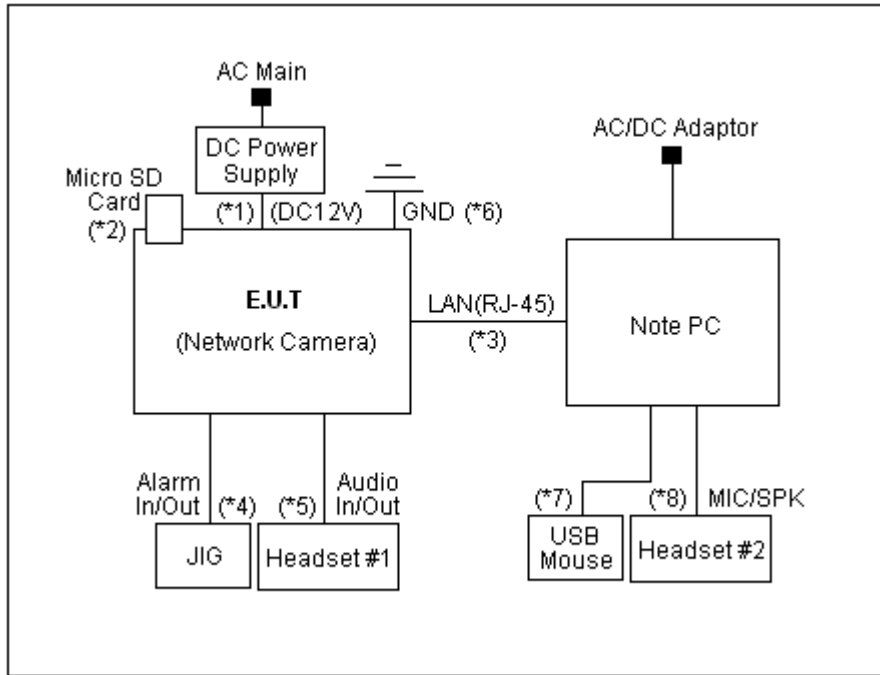 AC Main
DC Power
Supply
AC/DC Adaptor
Micro SD
Card
(*2)
(*1) (DC12V)
GND (*6)
E.U.T
(Network Camera)
LAN(RJ-45)
(*3)
Note PC
Alarm
In/Out
(*4)
(*5)
Audio
In/Out
JIG
Headset #1
(*7)
(*8)
MIC/SPK
USB
Mouse
Headset #2